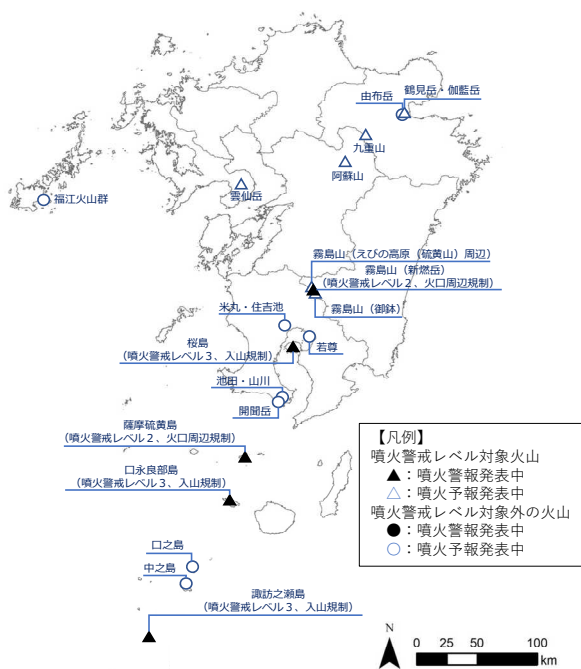 鶴見岳・伽藍岳
由布岳
九重山
阿蘇山
雲仙岳
福江火山群
霧島山（えびの高原（硫黄山）周辺）
霧島山（新燃岳）
（噴火警戒レベル２、火口周辺規制）
霧島山（御鉢）
米丸・住吉池
桜島
（噴火警戒レベル３、入山規制）
若尊
池田・山川
開聞岳
薩摩硫黄島
（噴火警戒レベル２、火口周辺規制）
口永良部島
（噴火警戒レベル３、入山規制）
口之島
中之島
諏訪之瀬島
（噴火警戒レベル３、入山規制）
【凡例】
噴火警戒レベル対象火山
▲：噴火警報発表中
△：噴火予報発表中
噴火警戒レベル対象外の火山
●：噴火警報発表中
○：噴火予報発表中
N
0 25 50 100
km